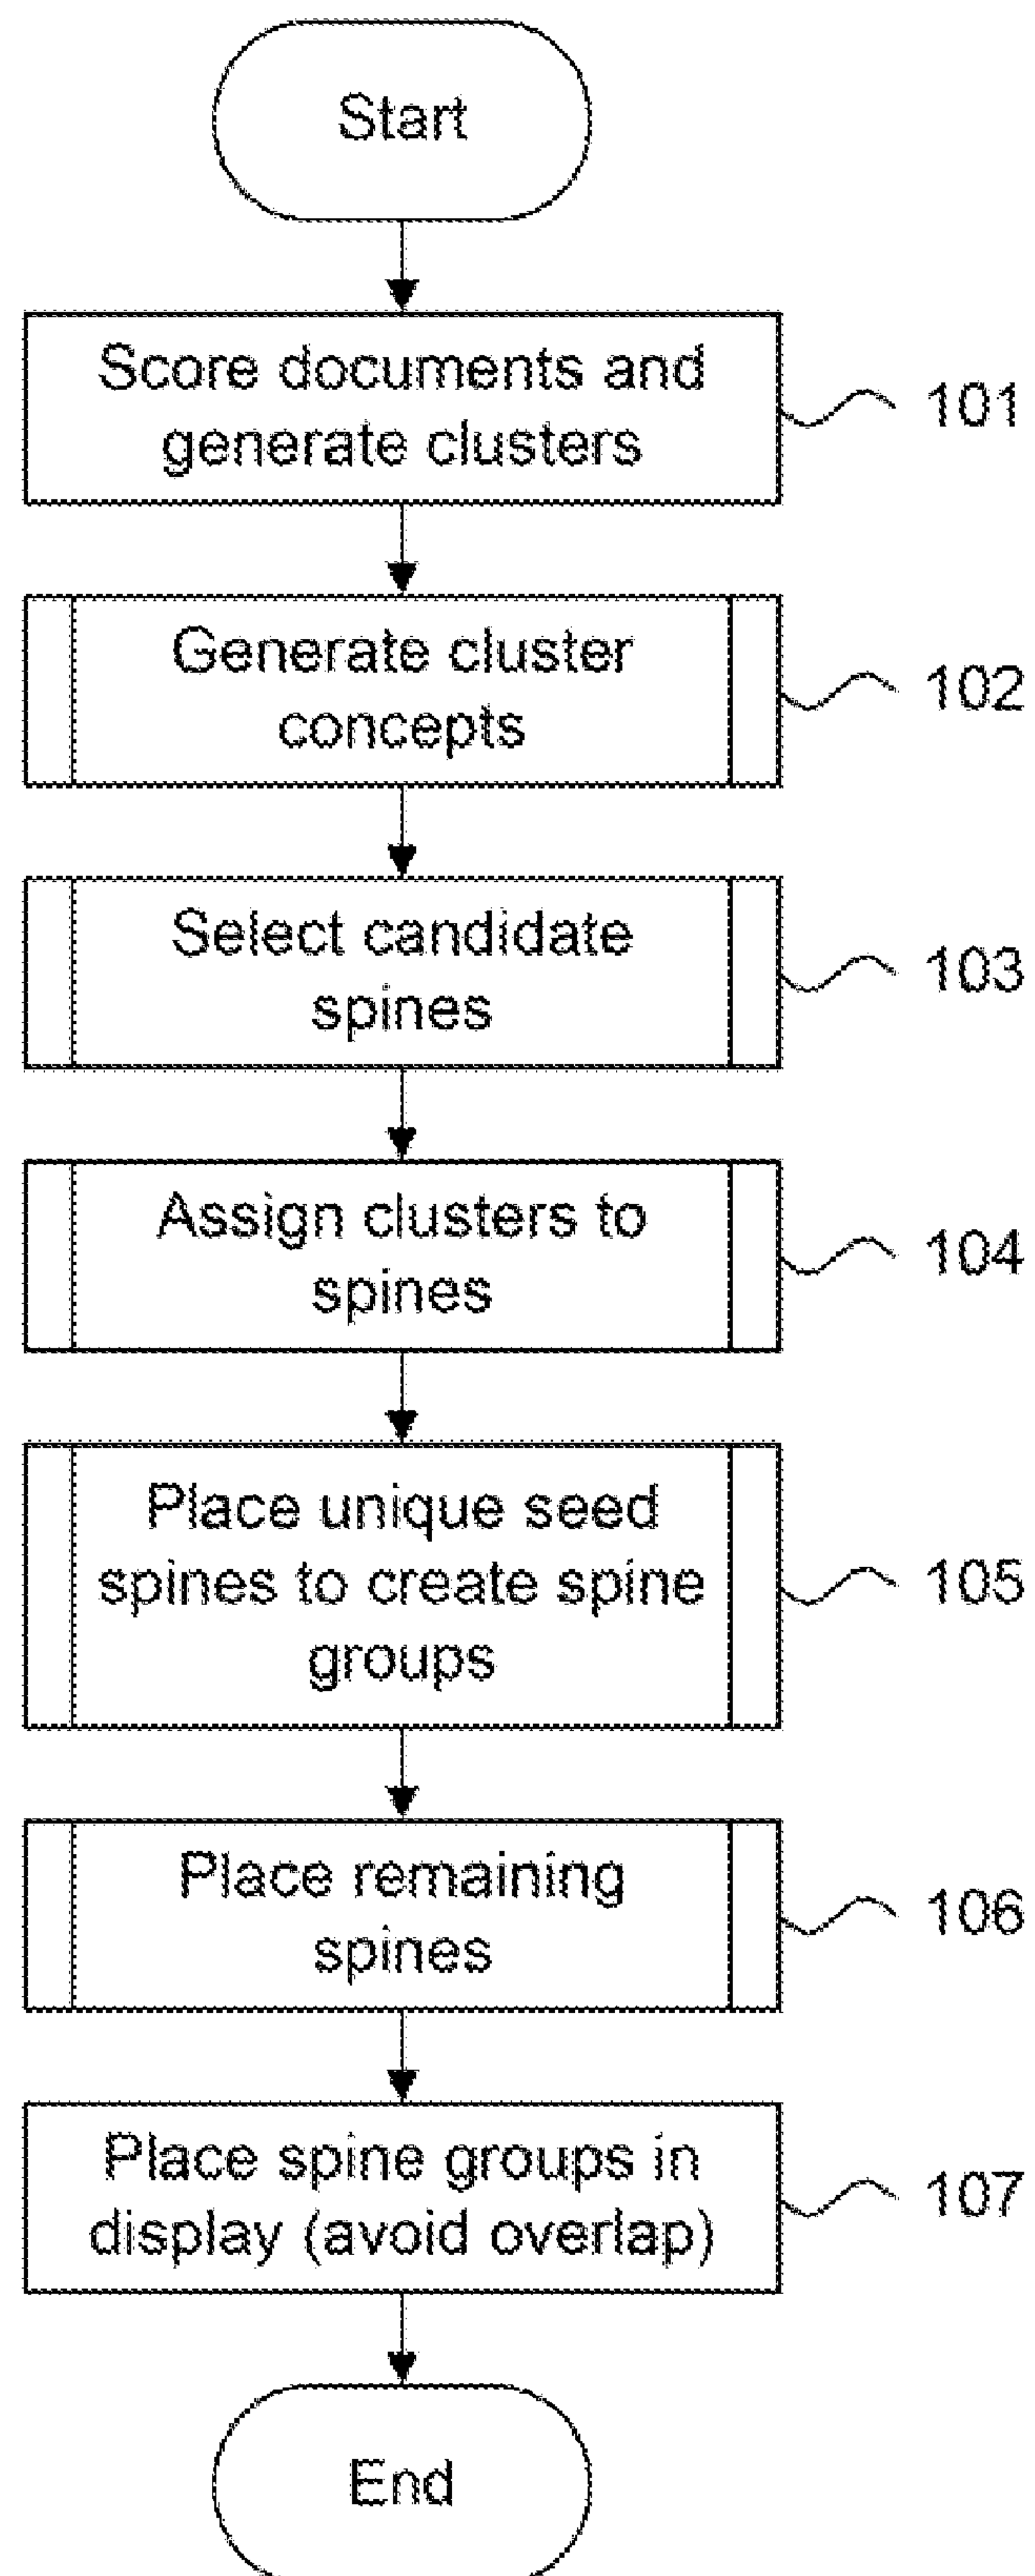 Start
Score documents and
generate clusters
101
Generate cluster
concepts
102
Select candidate
spines
103
Assign clusters to
spines
104
Place unique seed
spines to create spine
groups
105
Place remaining
spines
106
Place spine groups in
display (avoid overlap)
107
End